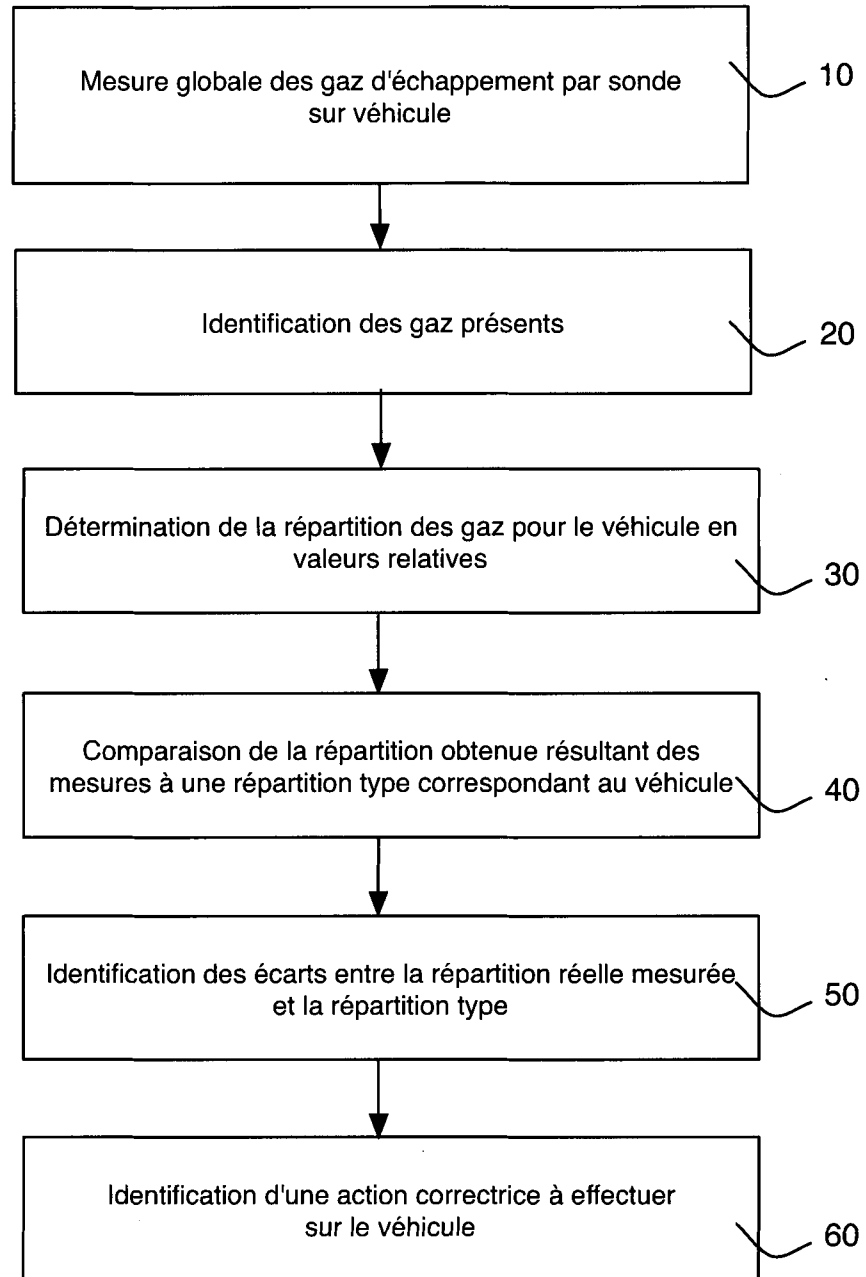 Mesure globale des gaz d'échappement par sonde
sur véhicule
10
Identification des gaz présents
20
Détermination de la répartition des gaz pour le véhicule en
valeurs relatives
30
Comparaison de la répartition obtenue résultant des
mesures à une répartition type correspondant au véhicule
40
Identification des écarts entre la répartition réelle mesurée
et la répartition type
50
Identification d'une action correctrice à effectuer
sur le véhicule
60